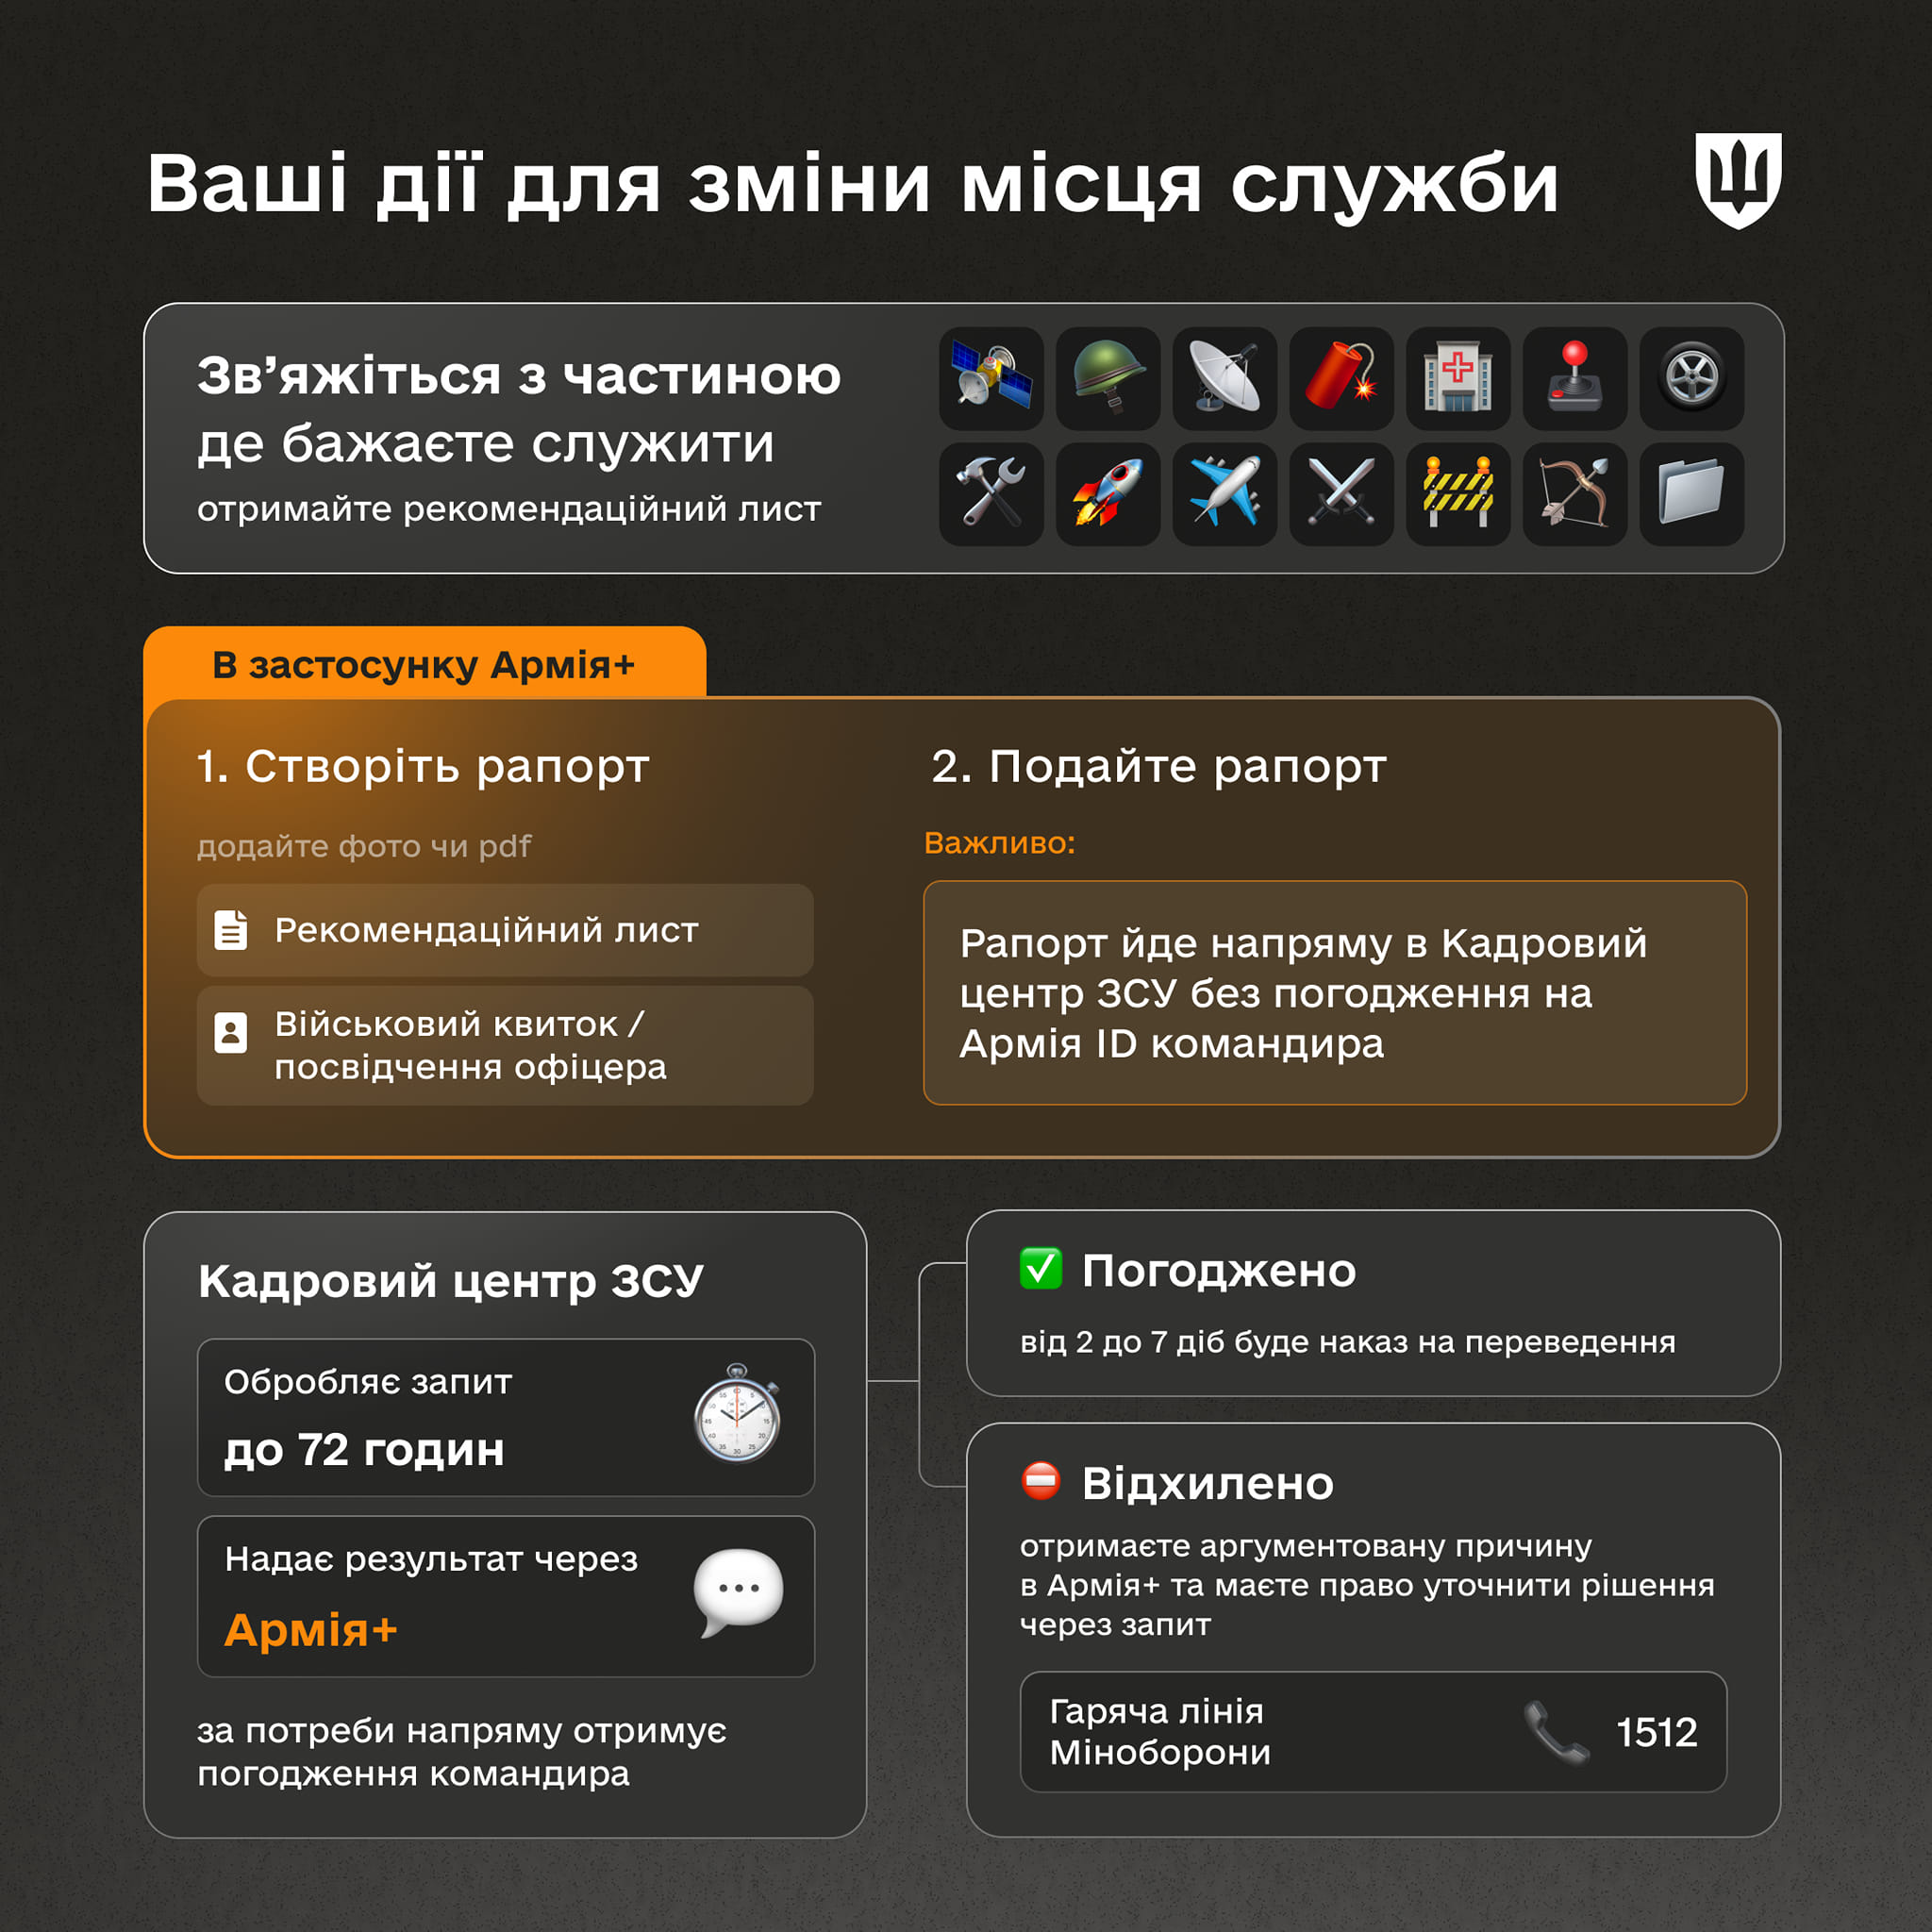 Ваші дії для зміни місця служби
Зв’яжіться з частиною
де бажаєте служити
отримайте рекомендаційний лист
В застосунку Армія+
1. Створіть рапорт
додайте фото чи pdf
Рекомендаційний лист
Військовий квиток /
посвідчення офіцера
2. Подайте рапорт
Важливо:
Рапорт йде напряму в Кадровий
центр ЗСУ без погодження на
Армія ID командира
Кадровий центр ЗСУ
Обробляє запит
до 72 годин
Надає результат через
Армія+
за потреби напряму отримує
погодження командира
Погоджено
від 2 до 7 діб буде наказ на переведення
Відхилено
отримаєте аргументовану причину
в Армія+ та маєте право уточнити рішення
через запит
Гаряча лінія
Міноборони
1512